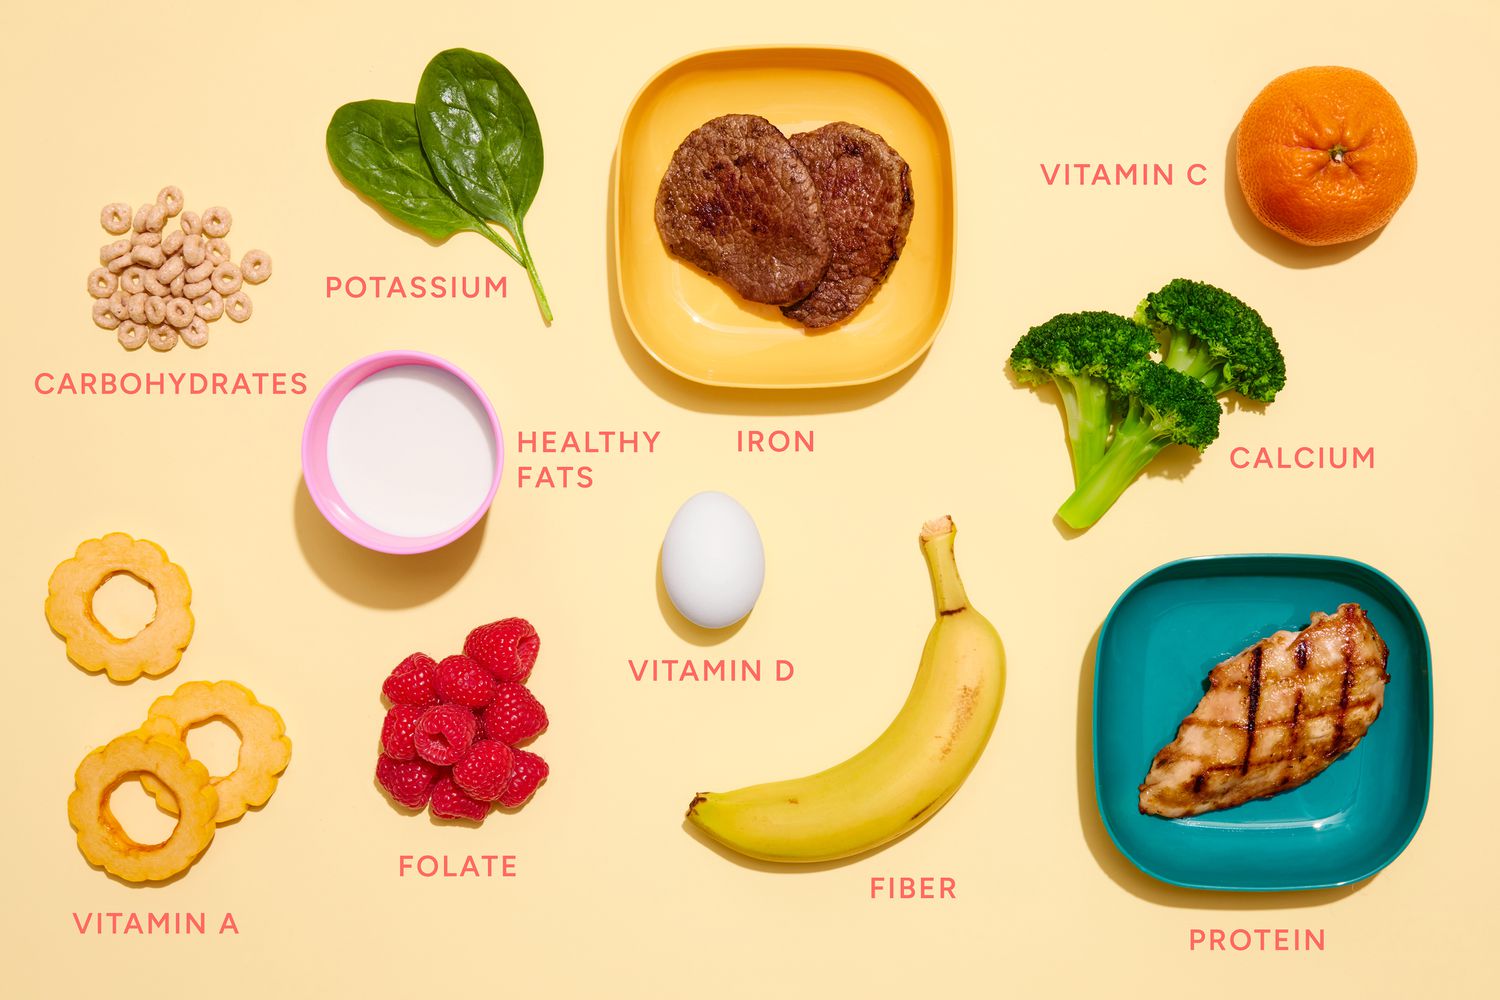 VITAMIN C
POTASSIUM
CARBOHYDRATES
HEALTHY
FATS
IRON
CALCIUM
VITAMIN D
FOLATE
FIBER
VITAMIN A
PROTEIN